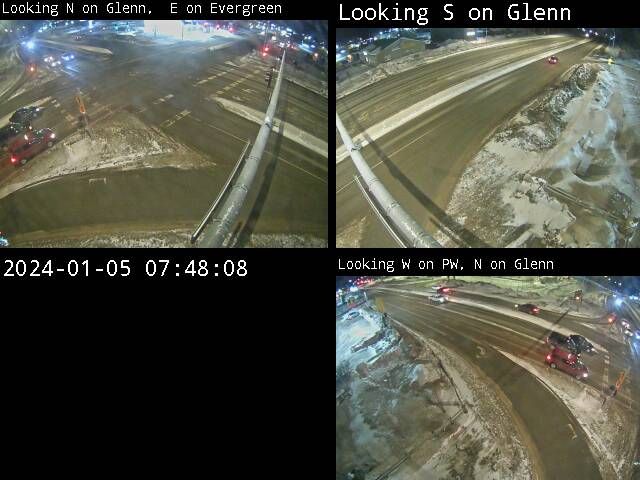 Looking N on Glenn,  E on Evergreen
Looking S on Glenn
2024-01-05 07:48:08
Looking W on PW, N on Glenn